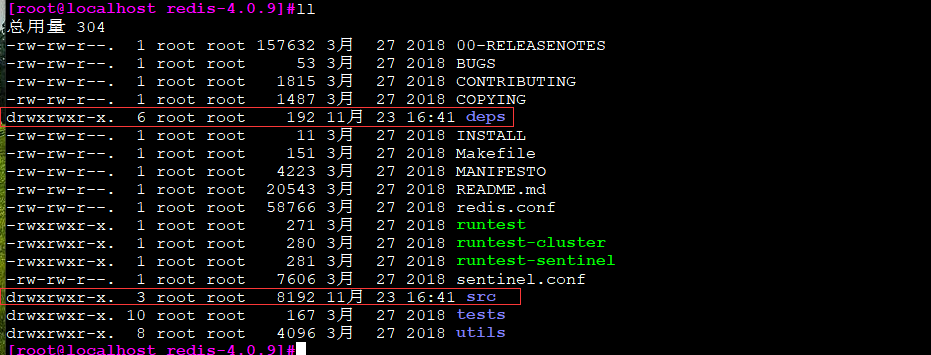 [root@localhost redis-4.0.9]#ll
总用量 304
-rw-rw-r--.  1 root root 157632 3月  27 2018 00-RELEASENOTES
-rw-rw-r--.  1 root root     53 3月  27 2018 BUGS
-rw-rw-r--.  1 root root   1815 3月  27 2018 CONTRIBUTING
-rw-rw-r--.  1 root root   1487 3月  27 2018 COPYING
drwxrwxr-x.  6 root root    192 11月 23 16:41 deps
-rw-rw-r--.  1 root root     11 3月  27 2018 INSTALL
-rw-rw-r--.  1 root root    151 3月  27 2018 Makefile
-rw-rw-r--.  1 root root   4223 3月  27 2018 MANIFESTO
-rw-rw-r--.  1 root root  20543 3月  27 2018 README.md
-rw-rw-r--.  1 root root  58766 3月  27 2018 redis.conf
-rwxrwxr-x.  1 root root    271 3月  27 2018 runtest
-rwxrwxr-x.  1 root root    280 3月  27 2018 runtest-cluster
-rwxrwxr-x.  1 root root    281 3月  27 2018 runtest-sentinel
-rw-rw-r--.  1 root root   7606 3月  27 2018 sentinel.conf
drwxrwxr-x.  3 root root   8192 11月 23 16:41 src
drwxrwxr-x. 10 root root    167 3月  27 2018 tests
drwxrwxr-x.  8 root root   4096 3月  27 2018 utils
[root@localhost redis-4.0.9]#